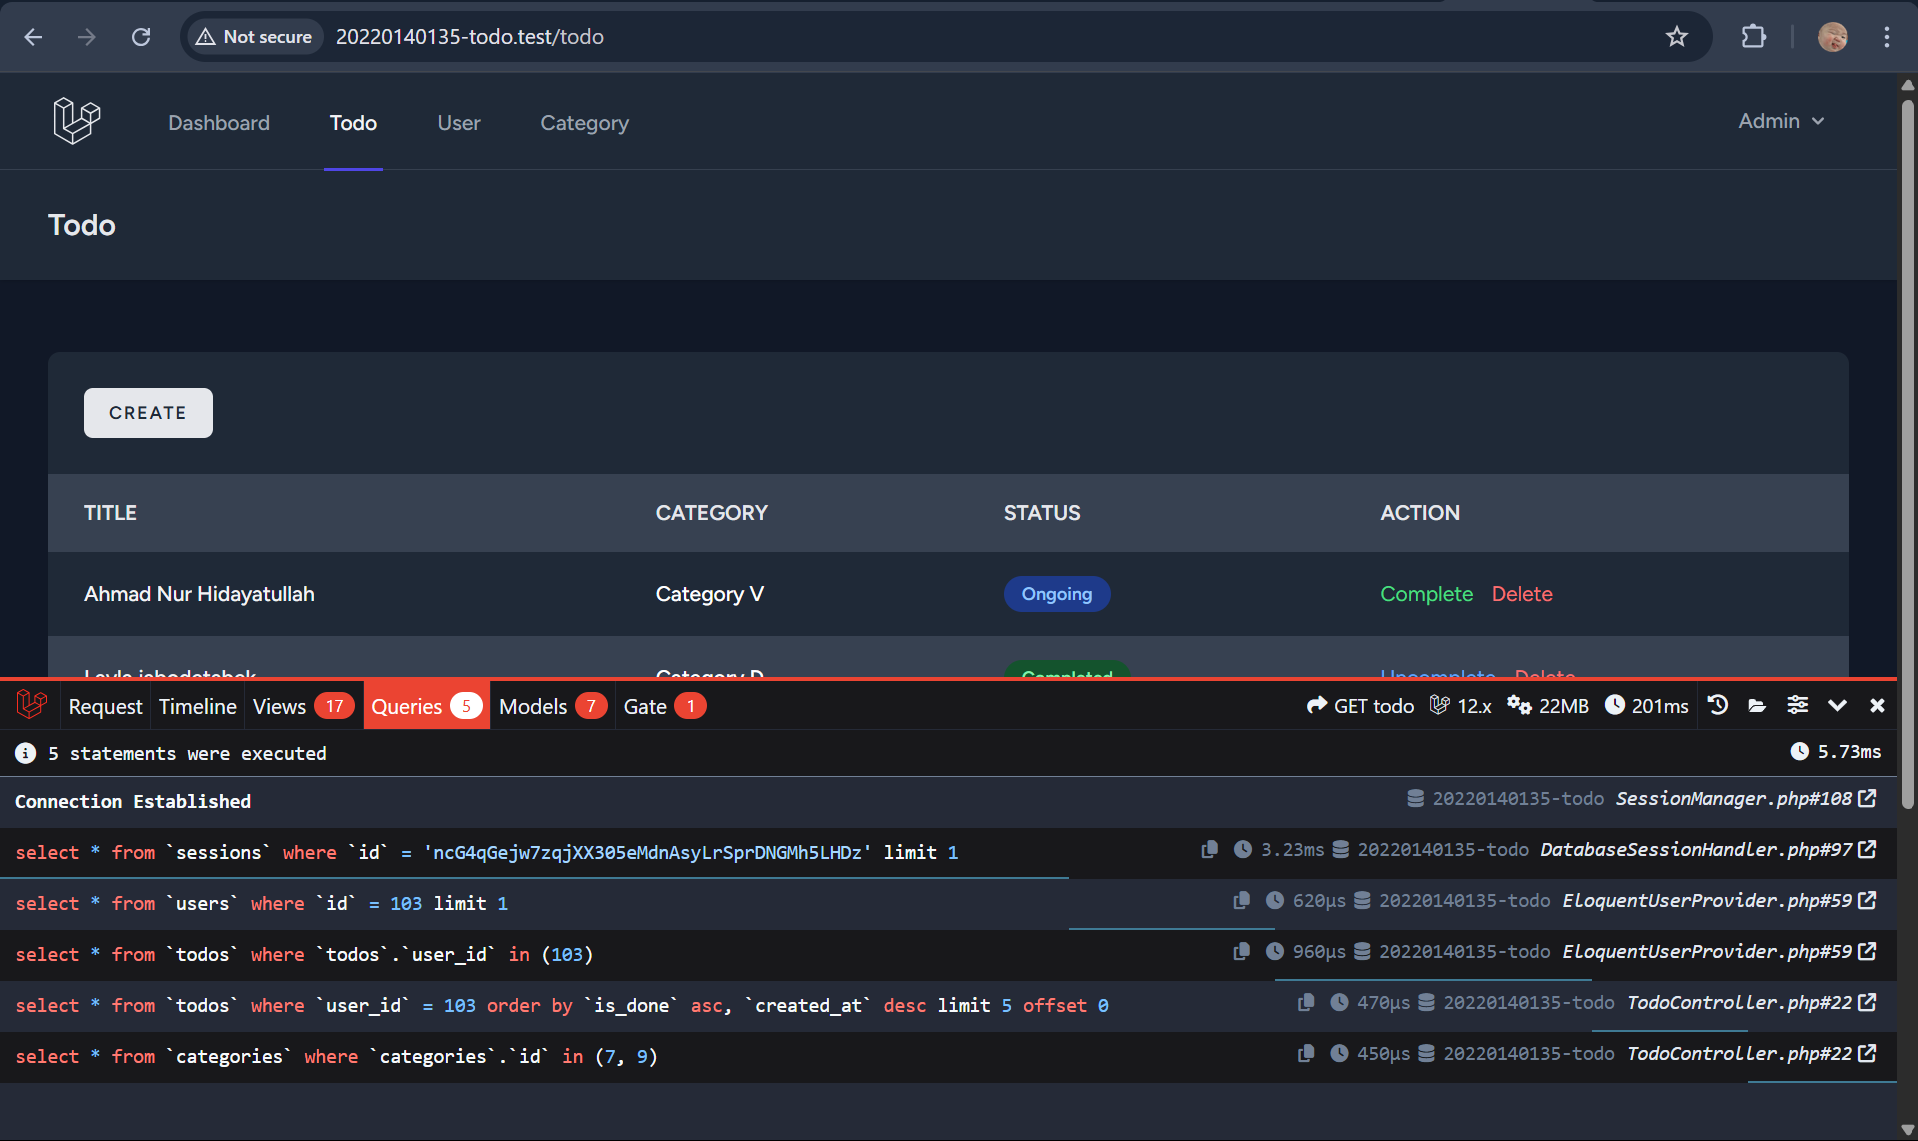 Not secure 20220140135-todo.test/todo
Dashboard Todo User Category Admin
Todo
CREATE
TITLE CATEGORY STATUS ACTION
Ahmad Nur Hidayatullah Category V Ongoing Complete Delete
Category D Completed Uncomplete Delete
Request Timeline Views 17 Queries 5 Models 7 Gate 1 GET todo 12.x 22MB 201ms
5 statements were executed 5.73ms
Connection Established 20220140135-todo SessionManager.php#108
select * from `sessions` where `id` = 'ncG4qGejw7zqjXX305eMdnAsyLrSprDNGMh5LHDz' limit 1 3.23ms 20220140135-todo DatabaseSessionHandler.php#97
select * from `users` where `id` = 103 limit 1 620μs 20220140135-todo EloquentUserProvider.php#59
select * from `todos` where `todos`.`user_id` in (103) 960μs 20220140135-todo EloquentUserProvider.php#59
select * from `todos` where `user_id` = 103 order by `is_done` asc, `created_at` desc limit 5 offset 0 470μs 20220140135-todo TodoController.php#22
select * from `categories` where `categories`.`id` in (7, 9) 450μs 20220140135-todo TodoController.php#22